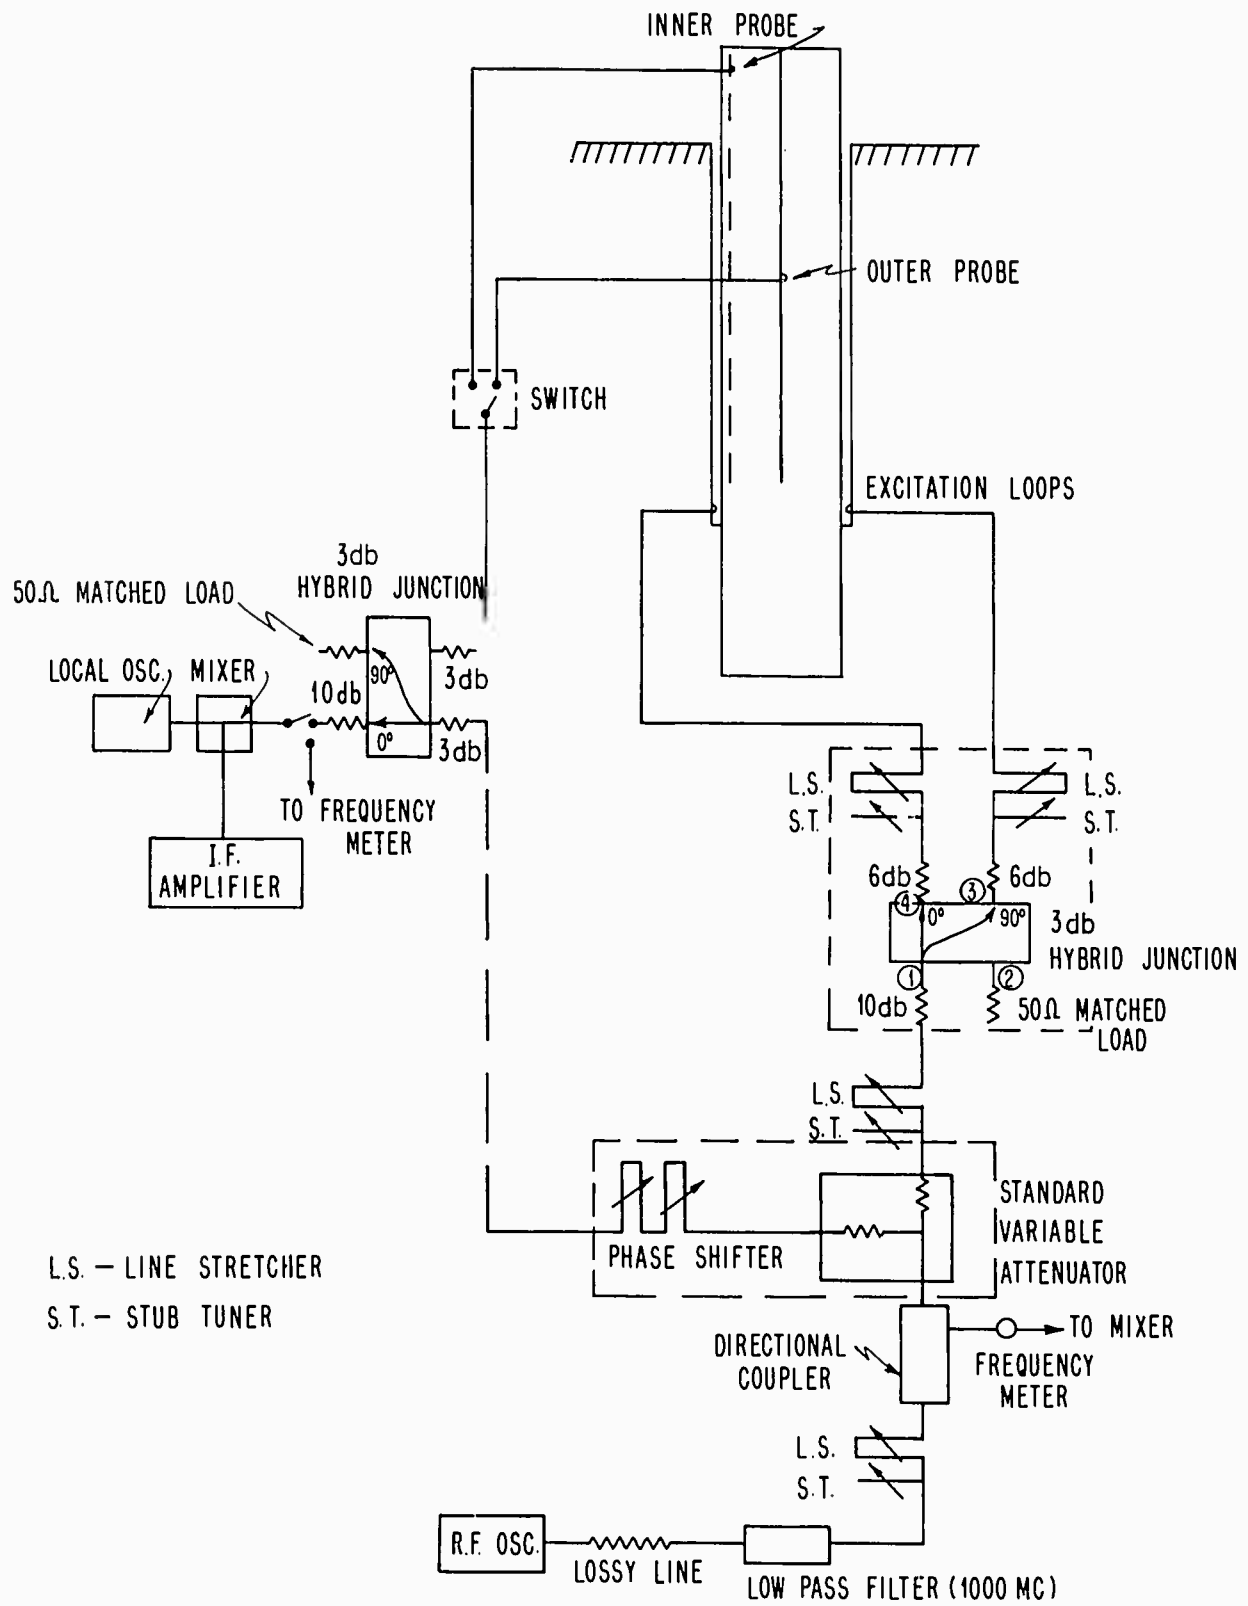 INNER PROBE
OUTER PROBE
SWITCH
EXCITATION LOOPS
3db
HYBRID JUNCTION
50Ω MATCHED LOAD
LOCAL OSC.
MIXER
10db
90°
3db
0°
3db
TO FREQUENCY
METER
I.F.
AMPLIFIER
L.S.
L.S.
S.T.
S.T.
6db
6db
4
3
0°
90°
3db
HYBRID JUNCTION
1
2
10db
50Ω MATCHED
LOAD
L.S.
S.T.
STANDARD
VARIABLE
ATTENUATOR
PHASE SHIFTER
L.S. – LINE STRETCHER
S.T. – STUB TUNER
TO MIXER
DIRECTIONAL
COUPLER
FREQUENCY
METER
L.S.
S.T.
R.F. OSC.
LOSSY LINE
LOW PASS FILTER (1000 MC)